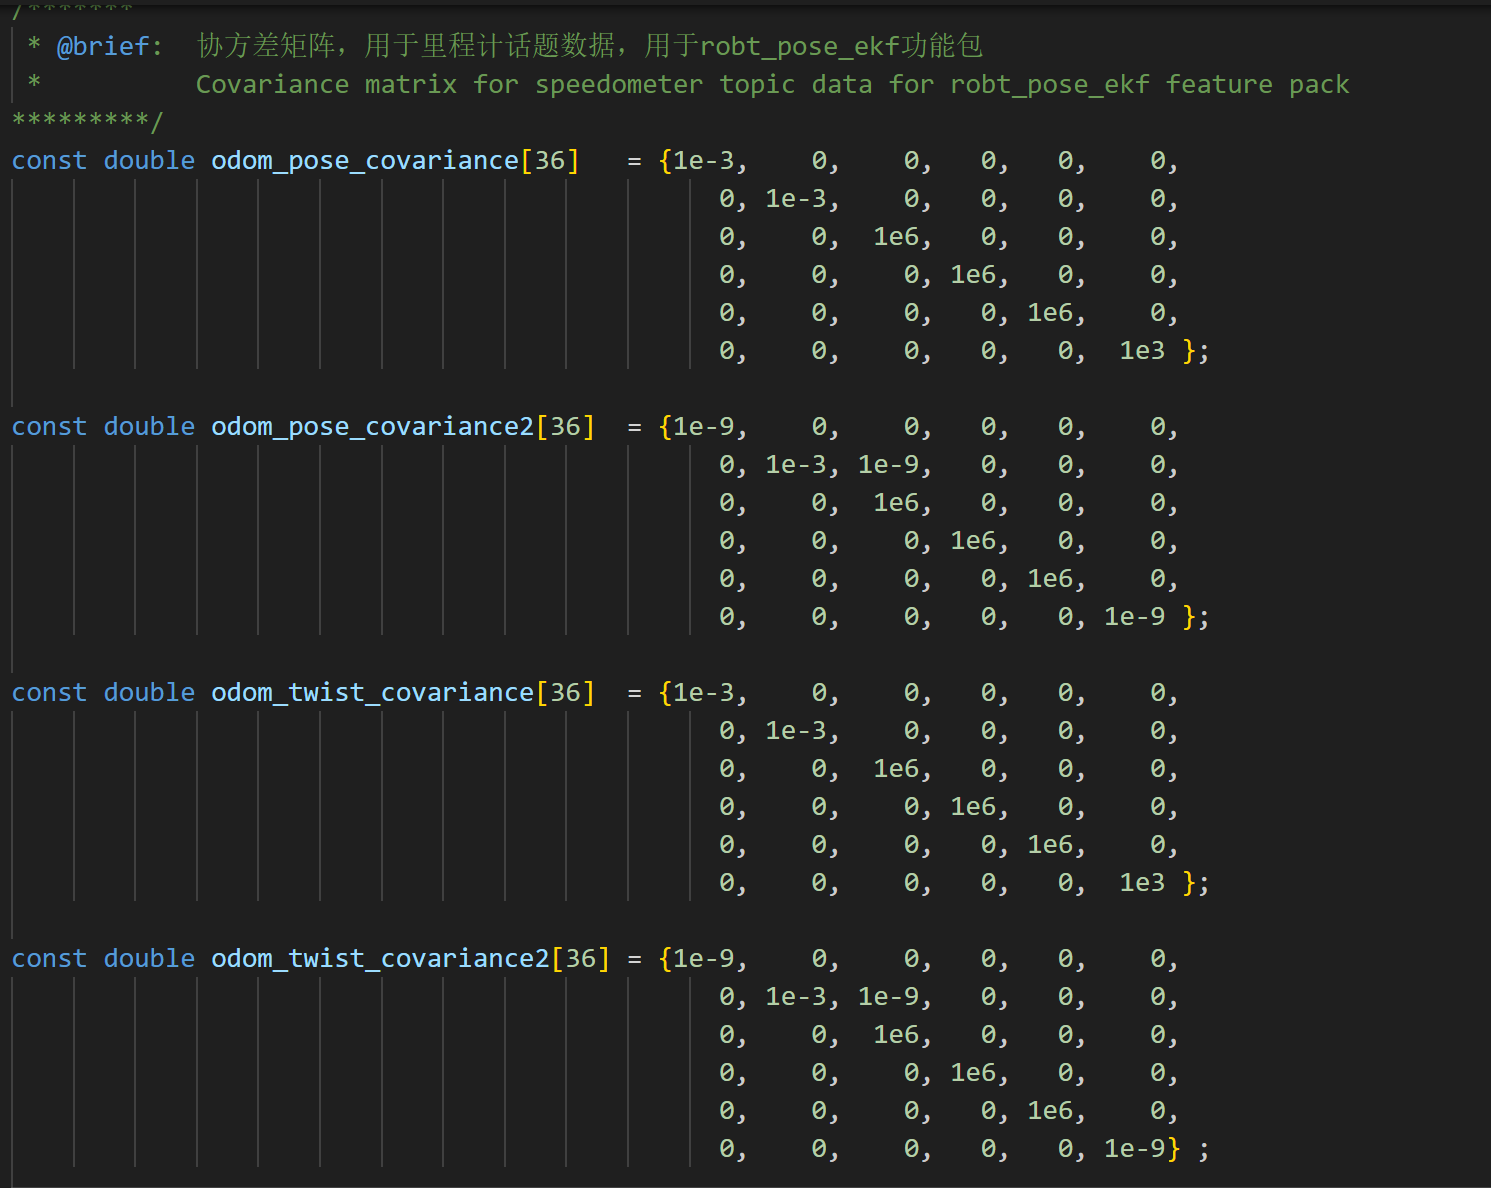 /*******
* @brief:  协方差矩阵，用于里程计话题数据，用于robt_pose_ekf功能包
*          Covariance matrix for speedometer topic data for robt_pose_ekf feature pack
*********/
const double odom_pose_covariance[36]   = {1e-3,    0,    0,   0,   0,    0,
0, 1e-3,    0,   0,   0,    0,
0,    0,  1e6,   0,   0,    0,
0,    0,    0, 1e6,   0,    0,
0,    0,    0,   0, 1e6,    0,
0,    0,    0,   0,   0,  1e3 };
const double odom_pose_covariance2[36]  = {1e-9,    0,    0,   0,   0,    0,
0, 1e-3, 1e-9,   0,   0,    0,
0,    0,  1e6,   0,   0,    0,
0,    0,    0, 1e6,   0,    0,
0,    0,    0,   0, 1e6,    0,
0,    0,    0,   0,   0, 1e-9 };
const double odom_twist_covariance[36]  = {1e-3,    0,    0,   0,   0,    0,
0, 1e-3,    0,   0,   0,    0,
0,    0,  1e6,   0,   0,    0,
0,    0,    0, 1e6,   0,    0,
0,    0,    0,   0, 1e6,    0,
0,    0,    0,   0,   0,  1e3 };
const double odom_twist_covariance2[36] = {1e-9,    0,    0,   0,   0,    0,
0, 1e-3, 1e-9,   0,   0,    0,
0,    0,  1e6,   0,   0,    0,
0,    0,    0, 1e6,   0,    0,
0,    0,    0,   0, 1e6,    0,
0,    0,    0,   0,   0, 1e-9} ;